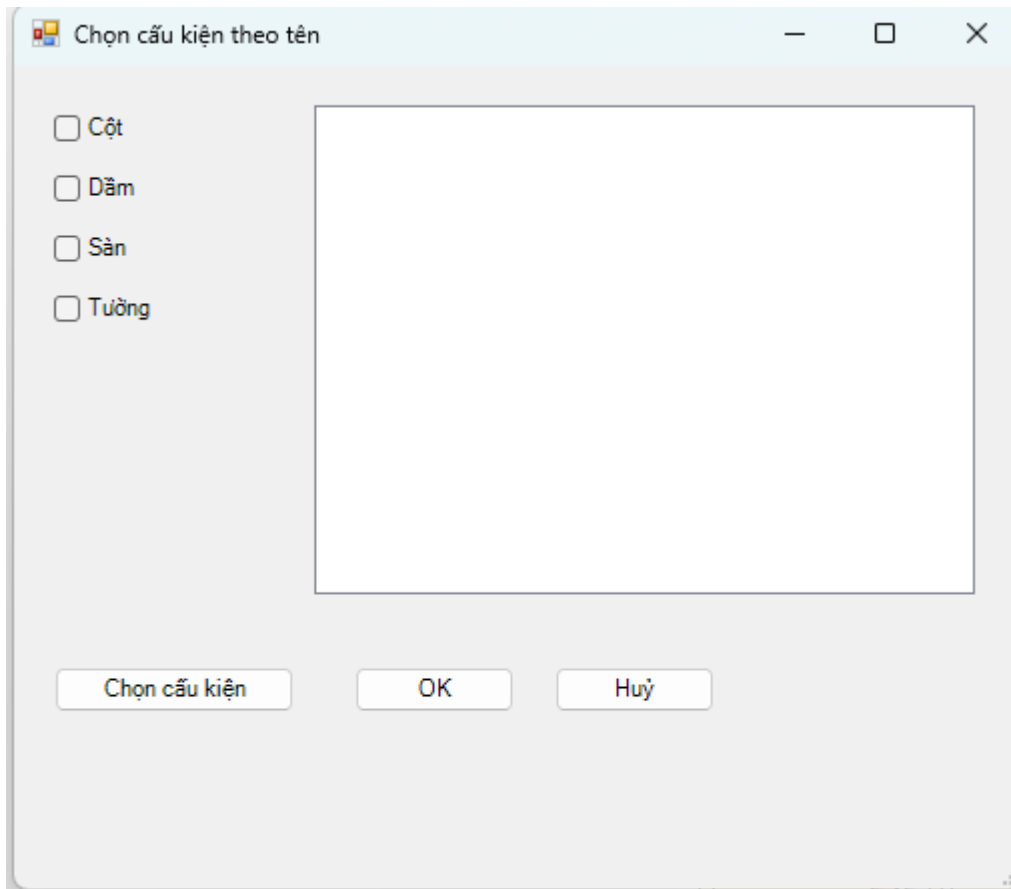 Chọn cấu kiện theo tên
Cột
Dầm
Sàn
Tường
Chọn cấu kiện
OK
Huỷ